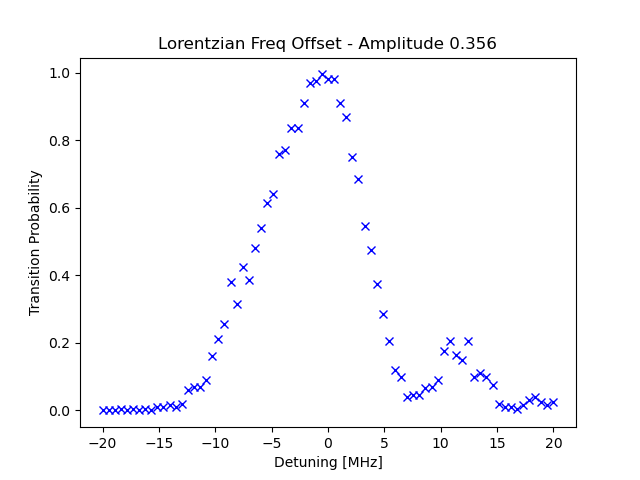 Lorentzian Freq Offset - Amplitude 0.356
1.0
0.8
0.6
0.4
0.2
0.0
Transition Probability
−20 −15 −10 −5 0 5 10 15 20
Detuning [MHz]